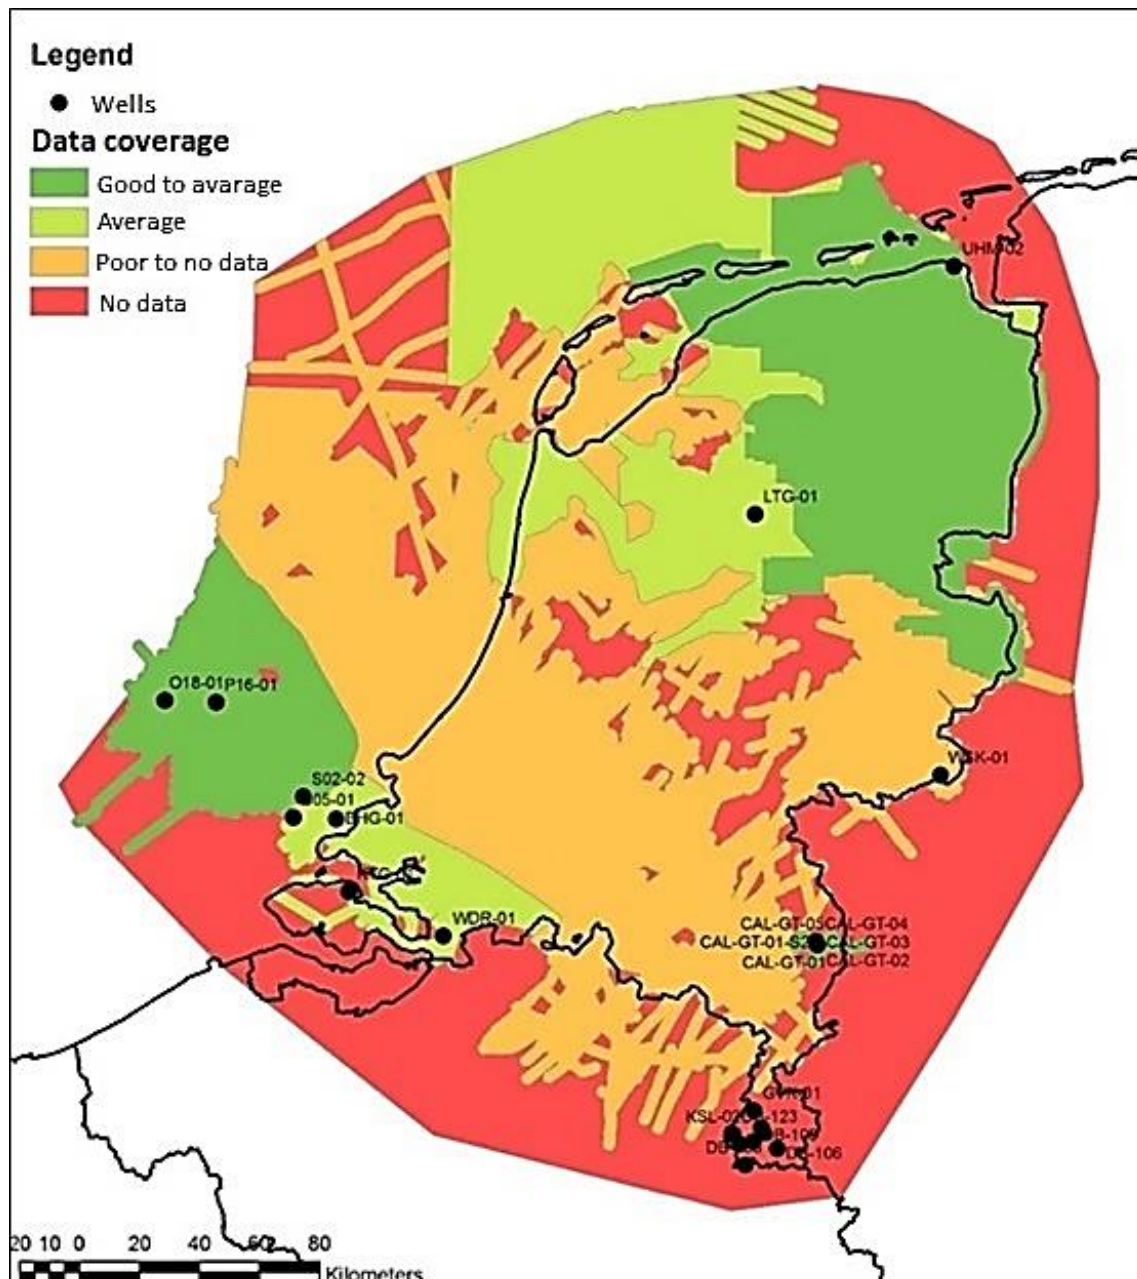 Legend
Wells
Data coverage
Good to avarage
Average
Poor to no data
No data
UHM-02
LTG-01
O18-01 P16-01
WSK-01
S02-02
05-01
BHG-01
WDR-01
CAL-GT-05 CAL-GT-04
CAL-GT-01-S2 CAL-GT-03
CAL-GT-01 CAL-GT-02
GVK-01
KSL-02 -123
-106
20 10 0 20 40 60 80
Kilometers